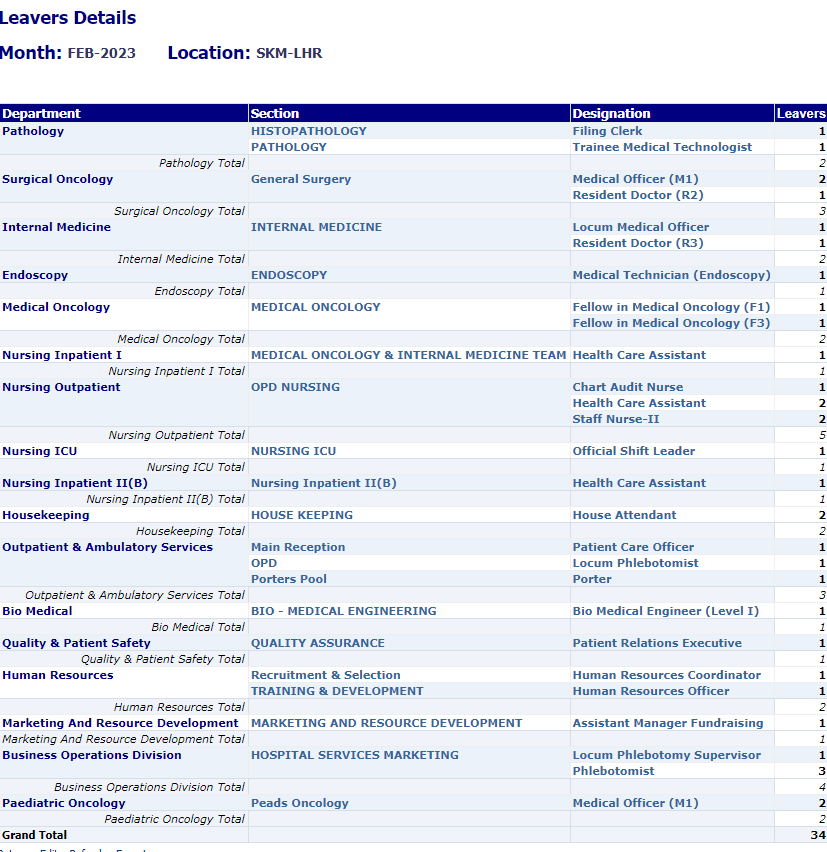 Leavers Details
Month: FEB-2023 Location: SKM-LHR
Department Section Designation Leavers
Pathology HISTOPATHOLOGY Filing Clerk 1
PATHOLOGY Trainee Medical Technologist 1
Pathology Total 2
Surgical Oncology General Surgery Medical Officer (M1) 2
Resident Doctor (R2) 1
Surgical Oncology Total 3
Internal Medicine INTERNAL MEDICINE Locum Medical Officer 1
Resident Doctor (R3) 1
Internal Medicine Total 2
Endoscopy ENDOSCOPY Medical Technician (Endoscopy) 1
Endoscopy Total 1
Medical Oncology MEDICAL ONCOLOGY Fellow in Medical Oncology (F1) 1
Fellow in Medical Oncology (F3) 1
Medical Oncology Total 2
Nursing Inpatient I MEDICAL ONCOLOGY & INTERNAL MEDICINE TEAM Health Care Assistant 1
Nursing Inpatient I Total 1
Nursing Outpatient OPD NURSING Chart Audit Nurse 1
Health Care Assistant 2
Staff Nurse-II 2
Nursing Outpatient Total 5
Nursing ICU NURSING ICU Official Shift Leader 1
Nursing ICU Total 1
Nursing Inpatient II(B) Nursing Inpatient II(B) Health Care Assistant 1
Nursing Inpatient II(B) Total 1
Housekeeping HOUSE KEEPING House Attendant 2
Housekeeping Total 2
Outpatient & Ambulatory Services Main Reception Patient Care Officer 1
OPD Locum Phlebotomist 1
Porters Pool Porter 1
Outpatient & Ambulatory Services Total 3
Bio Medical BIO - MEDICAL ENGINEERING Bio Medical Engineer (Level I) 1
Bio Medical Total 1
Quality & Patient Safety QUALITY ASSURANCE Patient Relations Executive 1
Quality & Patient Safety Total 1
Human Resources Recruitment & Selection Human Resources Coordinator 1
TRAINING & DEVELOPMENT Human Resources Officer 1
Human Resources Total 2
Marketing And Resource Development MARKETING AND RESOURCE DEVELOPMENT Assistant Manager Fundraising 1
Marketing And Resource Development Total 1
Business Operations Division HOSPITAL SERVICES MARKETING Locum Phlebotomy Supervisor 1
Phlebotomist 3
Business Operations Division Total 4
Paediatric Oncology Peads Oncology Medical Officer (M1) 2
Paediatric Oncology Total 2
Grand Total 34